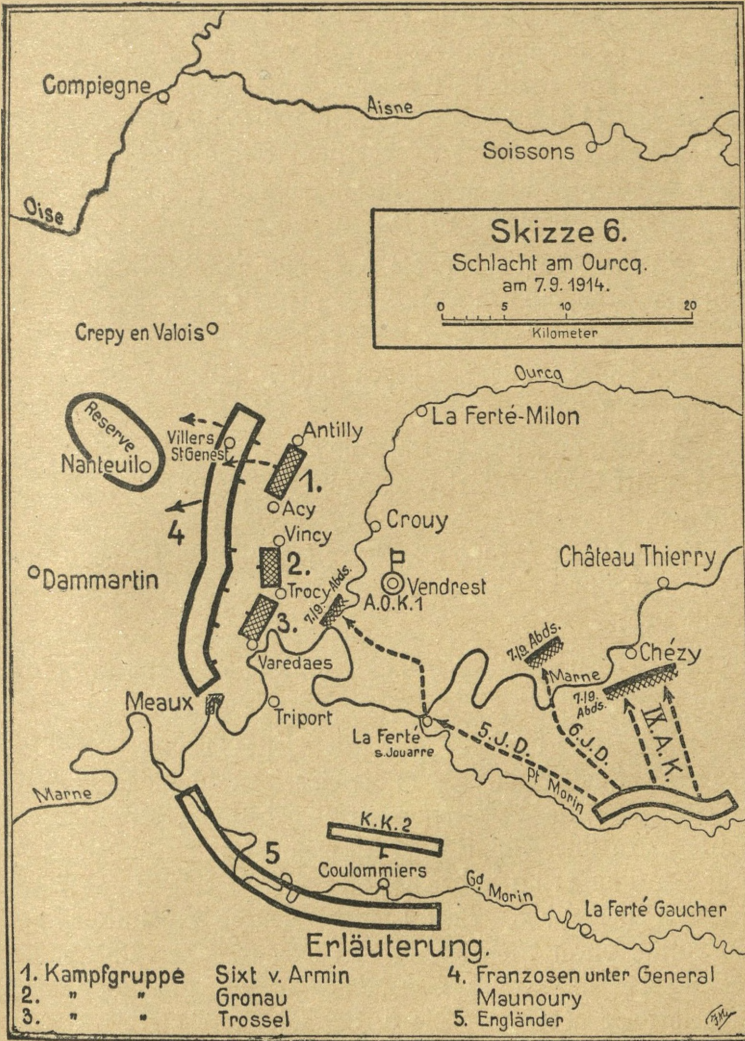 Compiegne
Aisne
Soissons
Oise
Skizze 6.
Schlacht am Ourcq.
am 7.9.1914.
0 5 10 20
Kilometer
Crepy en Valois
Ourcq
Reserve
Nanteuil
Villers
St Genest
Antilly
La Ferté-Milon
1.
Acy
4
Vincy
Crouy
Château Thierry
Dammartin
2.
Trocy
7./9. Abds.
Vendrest
A.O.K.1
3.
Varedaes
7./9. Abds.
Marne
Chézy
7./9.
Abds.
Meaux
Triport
La Ferté
s. Jouarre
5.J.D.
6.J.D.
IX.A.K.
Pt Morin
Marne
K.K.2
5
Coulommiers
Gd Morin
La Ferté Gaucher
Erläuterung.
1. Kampfgruppe Sixt v. Armin
2. " " Gronau
3. " " Trossel
4. Franzosen unter General
Maunoury
5. Engländer